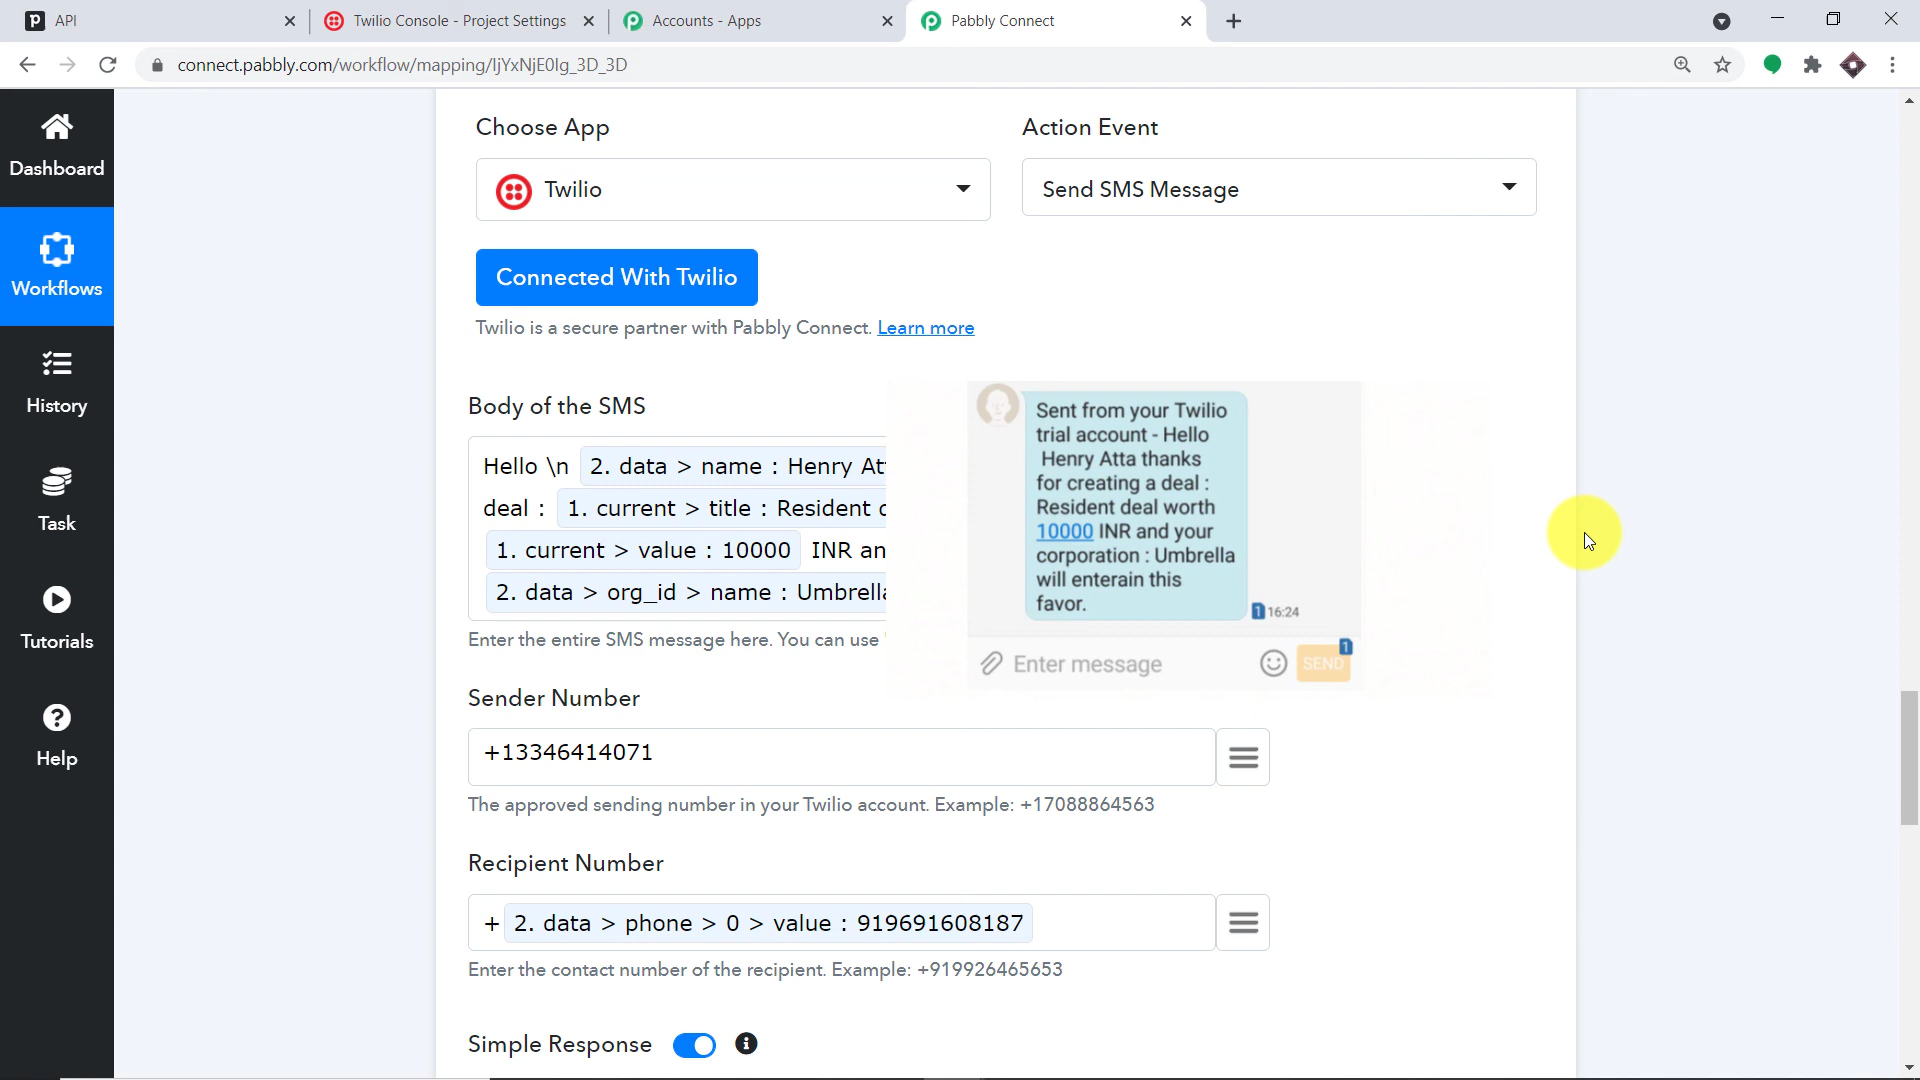 API
Twilio Console - Project Settings
Accounts - Apps
Pabbly Connect
connect.pabbly.com/workflow/mapping/IjYxNjE0Ig_3D_3D
Dashboard
Workflows
History
Task
Tutorials
Help
Choose App
Action Event
Twilio
Send SMS Message
Connected With Twilio
Twilio is a secure partner with Pabbly Connect. Learn more
Body of the SMS
Hello \n 2. data > name : Henry At
deal : 1. current > title : Resident
1. current > value : 10000 INR an
2. data > org_id > name : Umbrella
Enter the entire SMS message here. You can use
Sent from your Twilio
trial account - Hello
Henry Atta thanks
for creating a deal :
Resident deal worth
10000 INR and your
corporation : Umbrella
will enterain this
favor.
1 16:24
Enter message
SEND
1
Sender Number
+13346414071
The approved sending number in your Twilio account. Example: +17088864563
Recipient Number
+ 2. data > phone > 0 > value : 919691608187
Enter the contact number of the recipient. Example: +919926465653
Simple Response